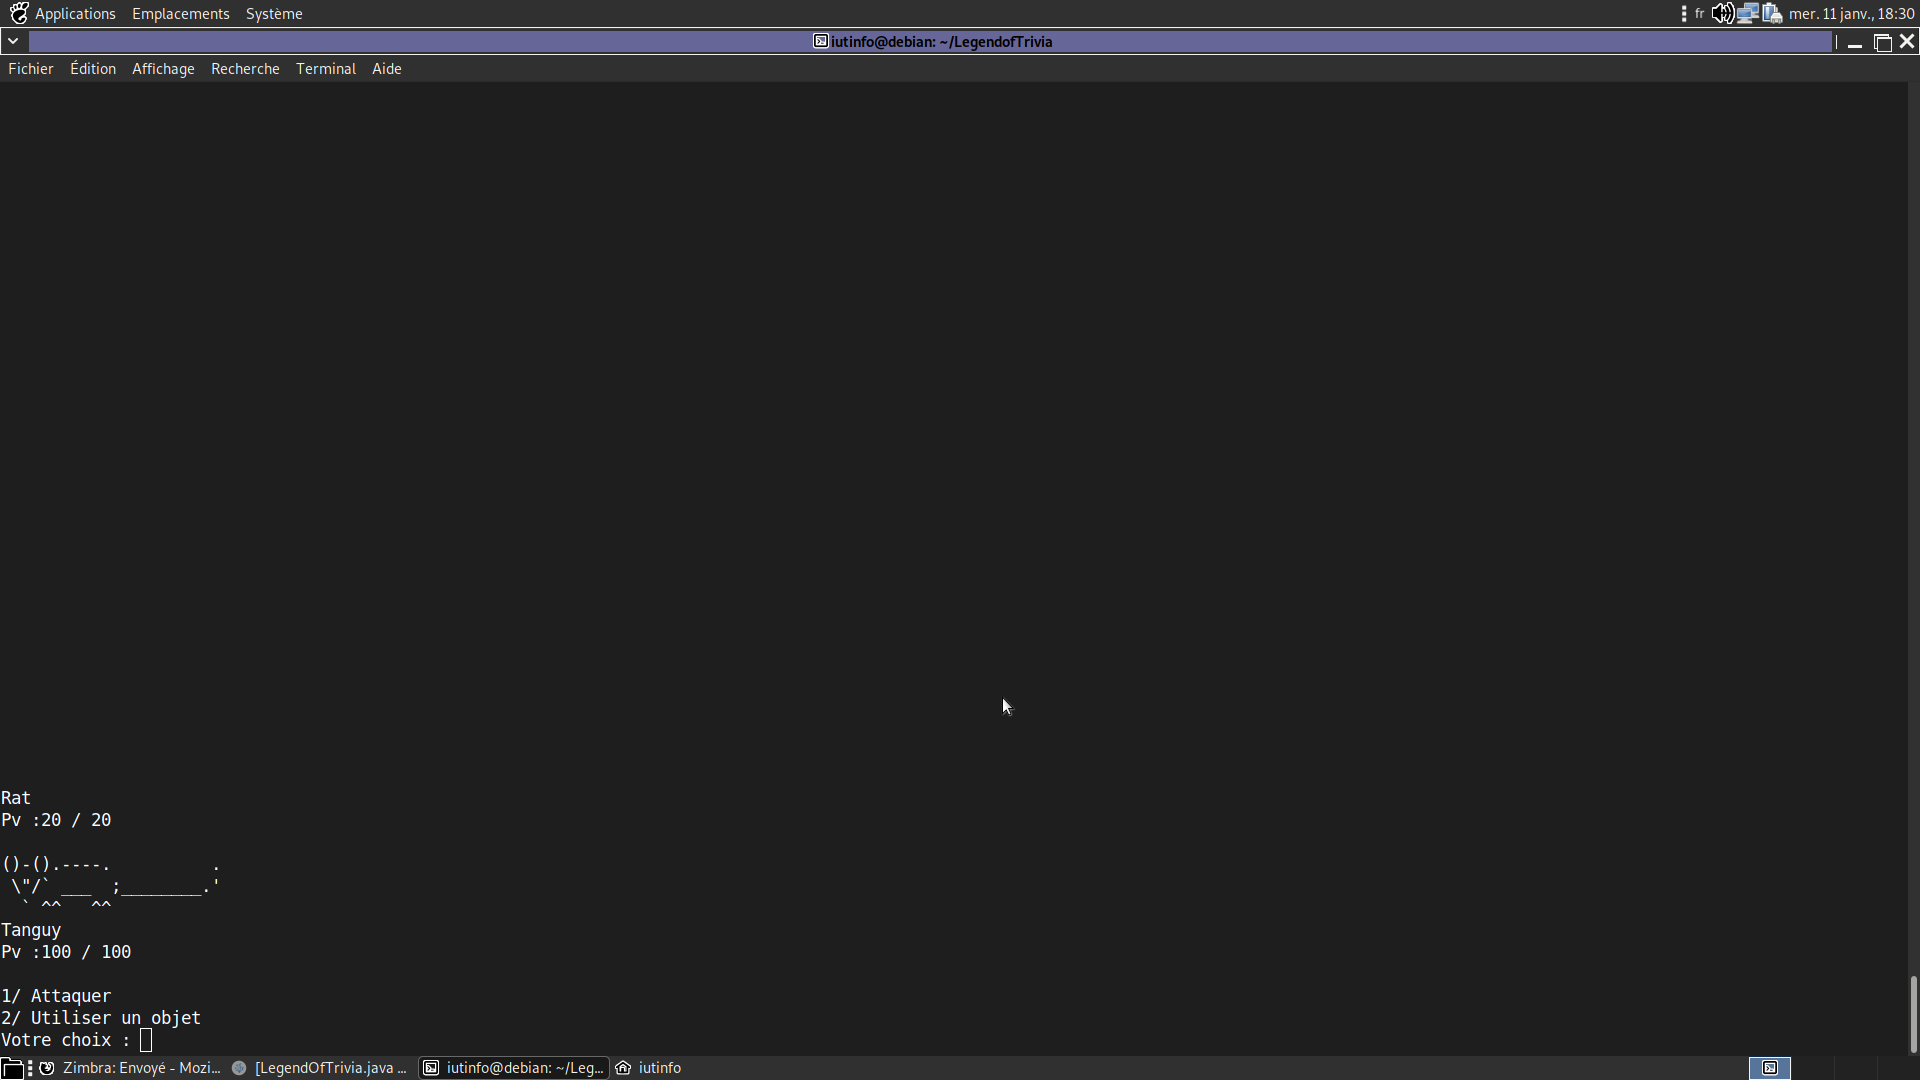 Applications Emplacements Système fr mer. 11 janv., 18:30
iutinfo@debian: ~/LegendofTrivia
Fichier Édition Affichage Recherche Terminal Aide
Rat
Pv :20 / 20
()-().----.          .
 \"/` ___  ;________.'
  ` ^^   ^^
Tanguy
Pv :100 / 100
1/ Attaquer
2/ Utiliser un objet
Votre choix :
Zimbra: Envoyé - Mozi... [LegendOfTrivia.java ... iutinfo@debian: ~/Leg... iutinfo